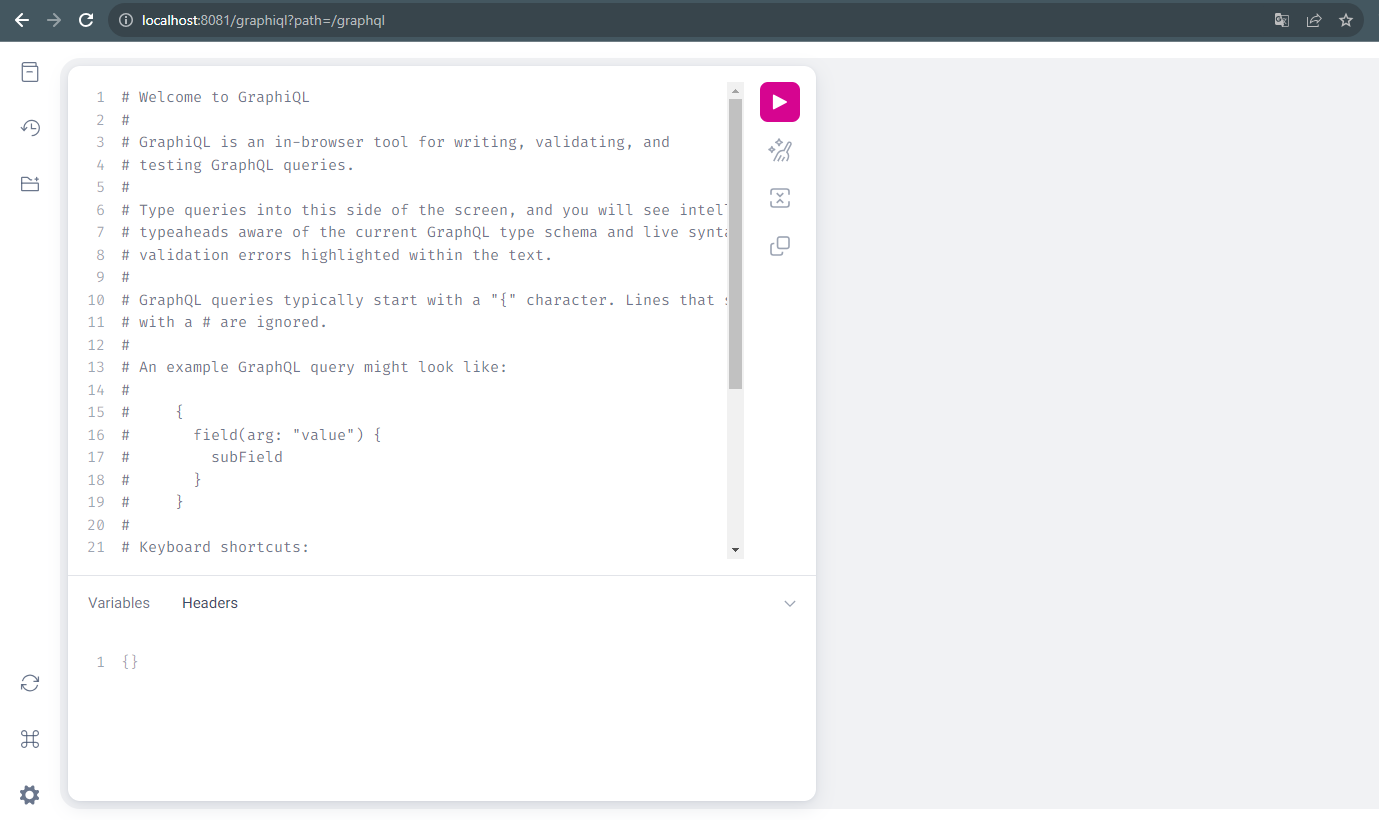 localhost:8081/graphiql?path=/graphql
1 # Welcome to GraphiQL
2 #
3 # GraphiQL is an in-browser tool for writing, validating, and
4 # testing GraphQL queries.
5 #
6 # Type queries into this side of the screen, and you will see intell
7 # typeaheads aware of the current GraphQL type schema and live synta
8 # validation errors highlighted within the text.
9 #
10 # GraphQL queries typically start with a "{" character. Lines that s
11 # with a # are ignored.
12 #
13 # An example GraphQL query might look like:
14 #
15 #     {
16 #       field(arg: "value") {
17 #         subField
18 #       }
19 #     }
20 #
21 # Keyboard shortcuts:
Variables Headers
1 {}